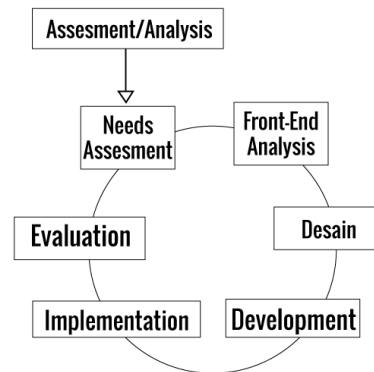 Assesment/Analysis
Needs
Assesment
Front-End
Analysis
Desain
Development
Implementation
Evaluation